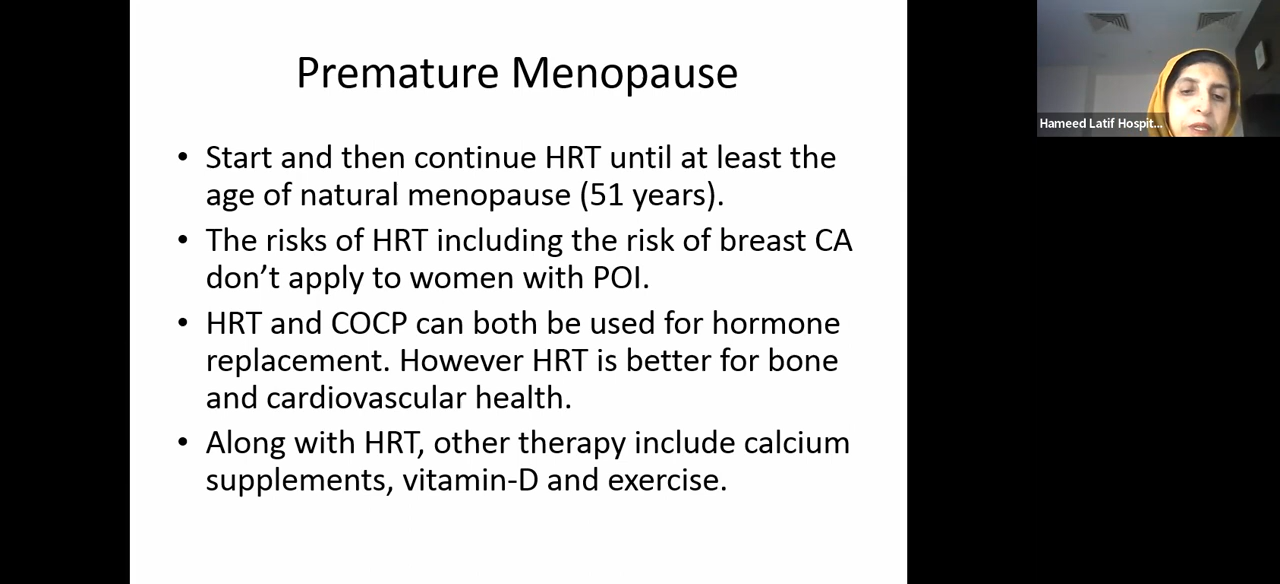 Premature Menopause
• Start and then continue HRT until at least the
age of natural menopause (51 years).
• The risks of HRT including the risk of breast CA
don’t apply to women with POI.
• HRT and COCP can both be used for hormone
replacement. However HRT is better for bone
and cardiovascular health.
• Along with HRT, other therapy include calcium
supplements, vitamin-D and exercise.
Hameed Latif Hospit...